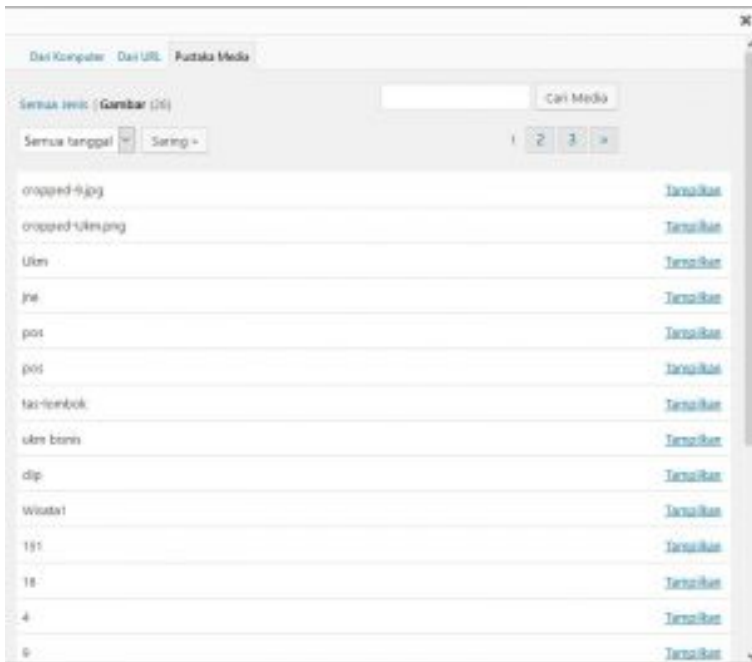 Dari Komputer Dari URL Pustaka Media
Semua Jenis | Gambar (26)
Cari Media
Semua tanggal Saring »
1 2 3 »
cropped-9.jpg Tampilkan
cropped-Ukm.png Tampilkan
Ukm Tampilkan
jne Tampilkan
pos Tampilkan
pos Tampilkan
tas-lombok Tampilkan
ukm bisnis Tampilkan
dip Tampilkan
Wisata1 Tampilkan
151 Tampilkan
18 Tampilkan
4 Tampilkan
Tampilkan